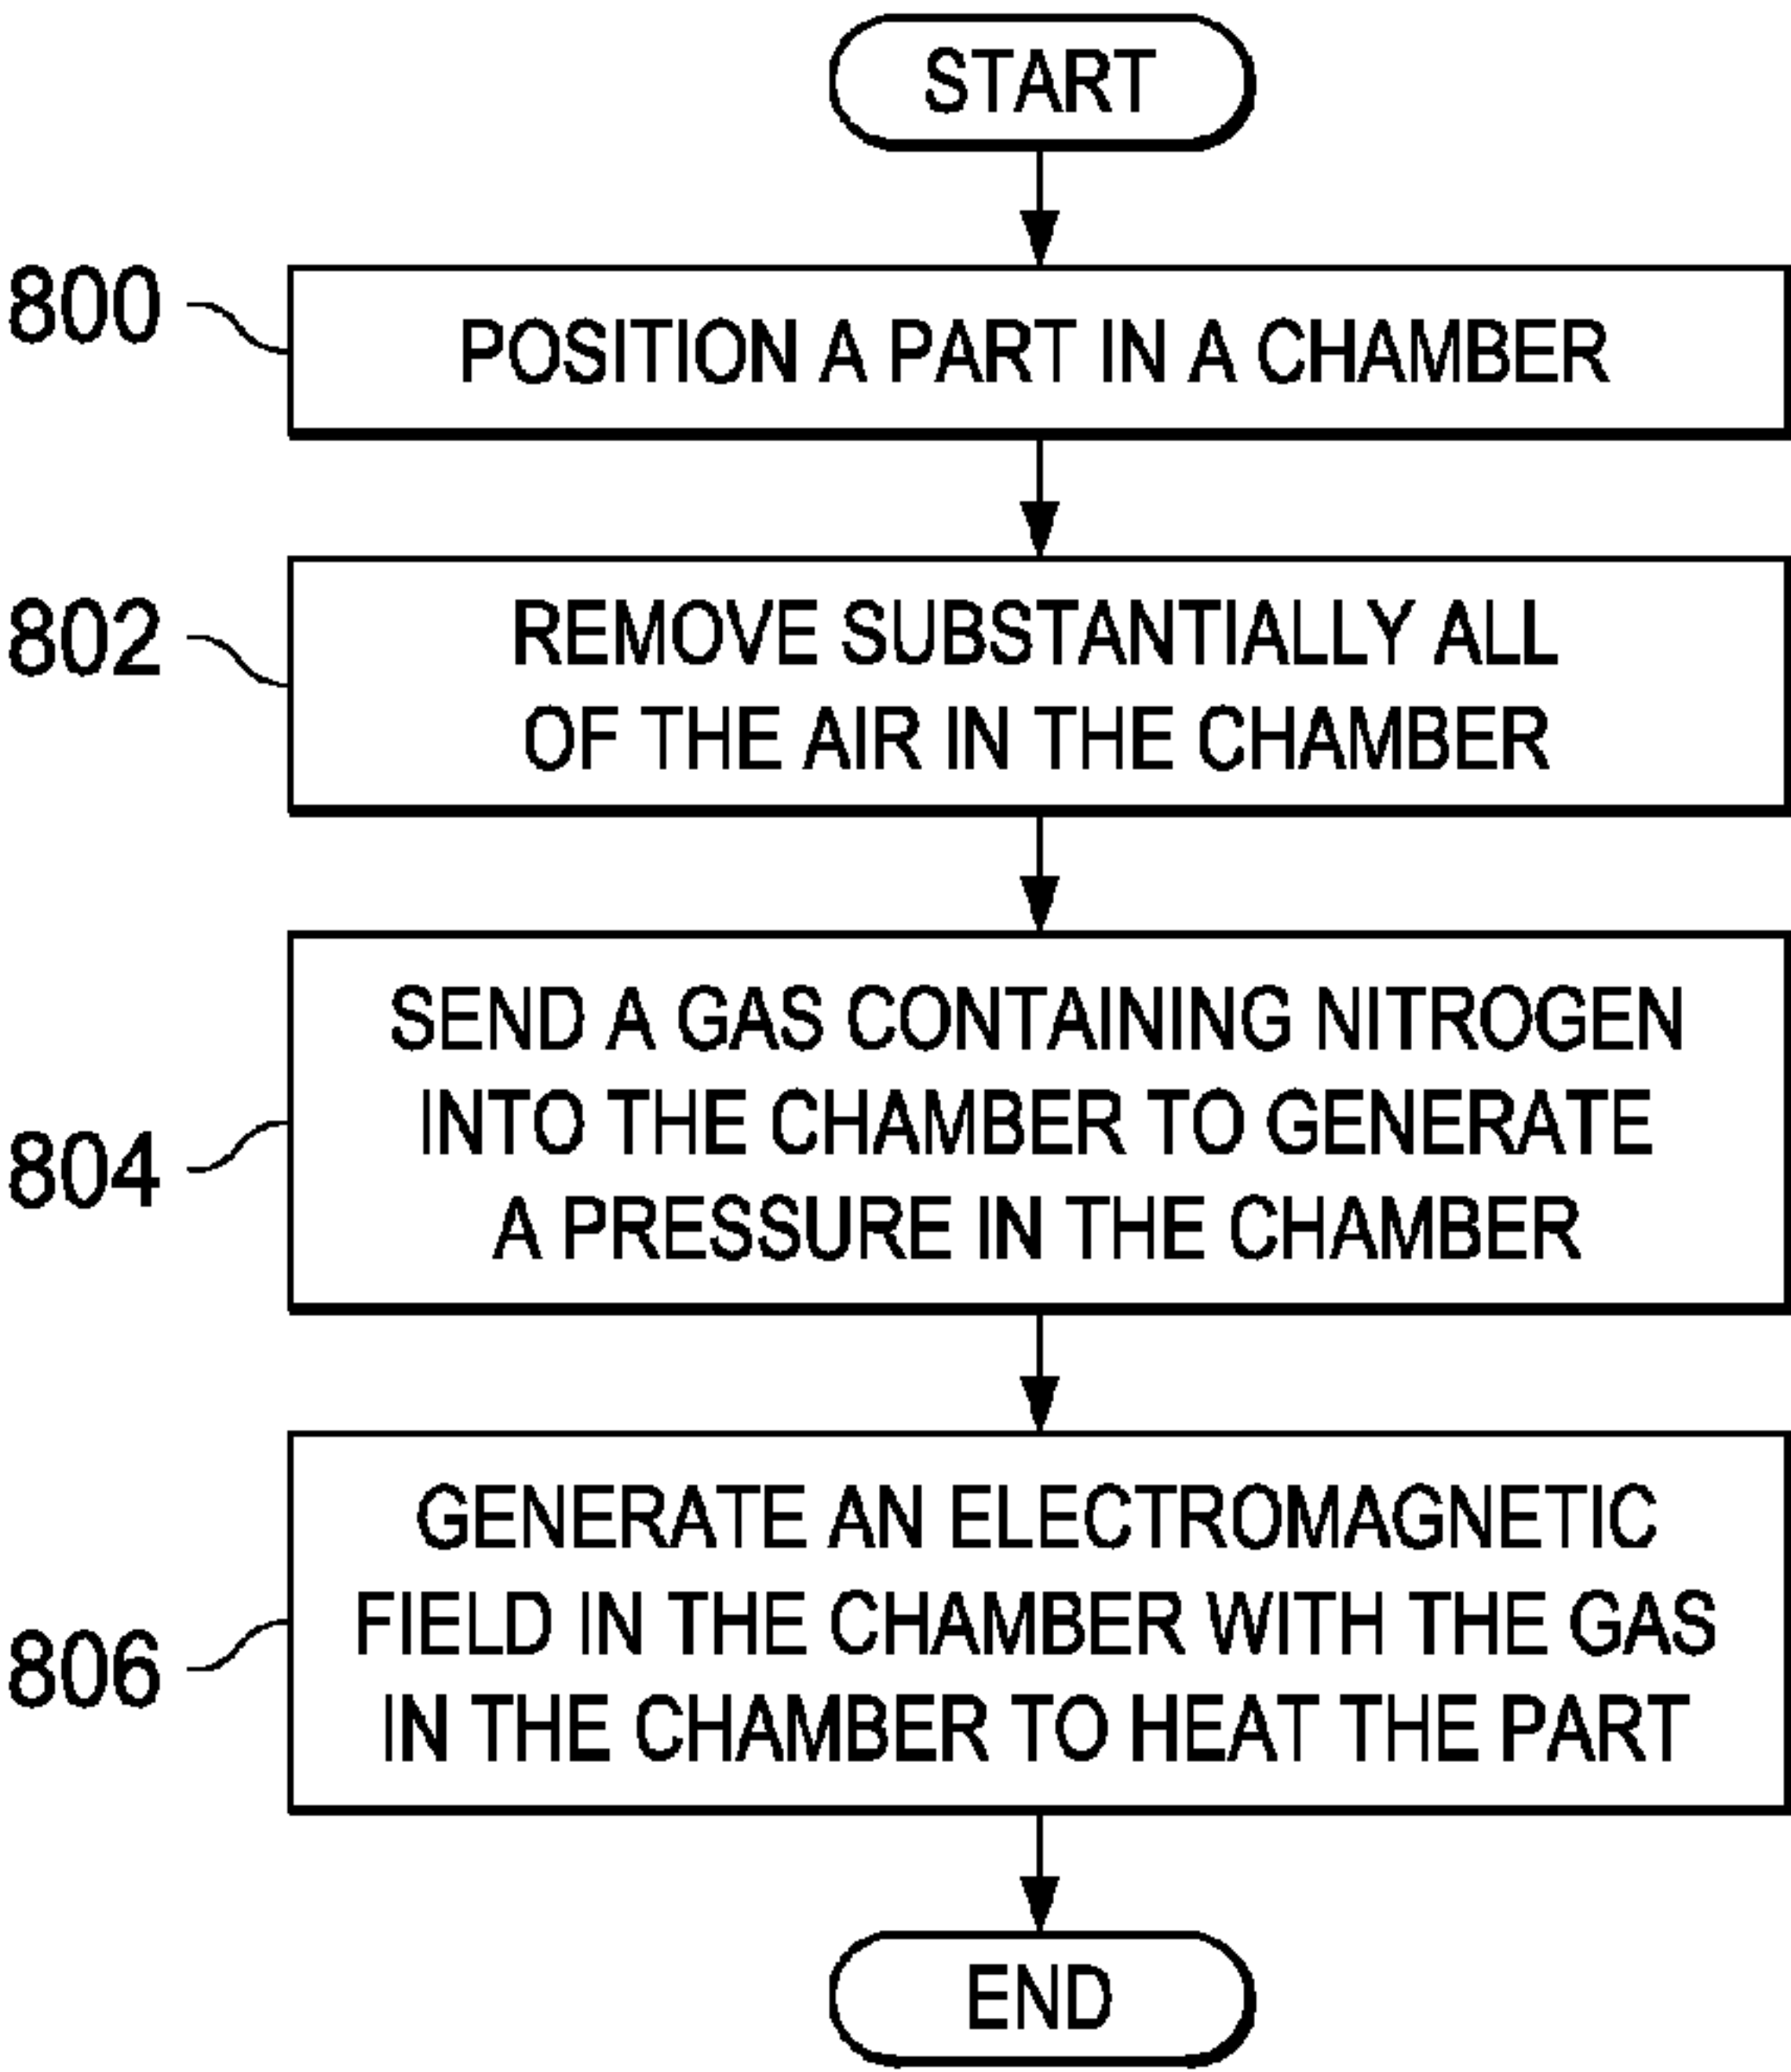 START
800
POSITION A PART IN A CHAMBER
802
REMOVE SUBSTANTIALLY ALL
OF THE AIR IN THE CHAMBER
804
SEND A GAS CONTAINING NITROGEN
INTO THE CHAMBER TO GENERATE
A PRESSURE IN THE CHAMBER
806
GENERATE AN ELECTROMAGNETIC
FIELD IN THE CHAMBER WITH THE GAS
IN THE CHAMBER TO HEAT THE PART
END